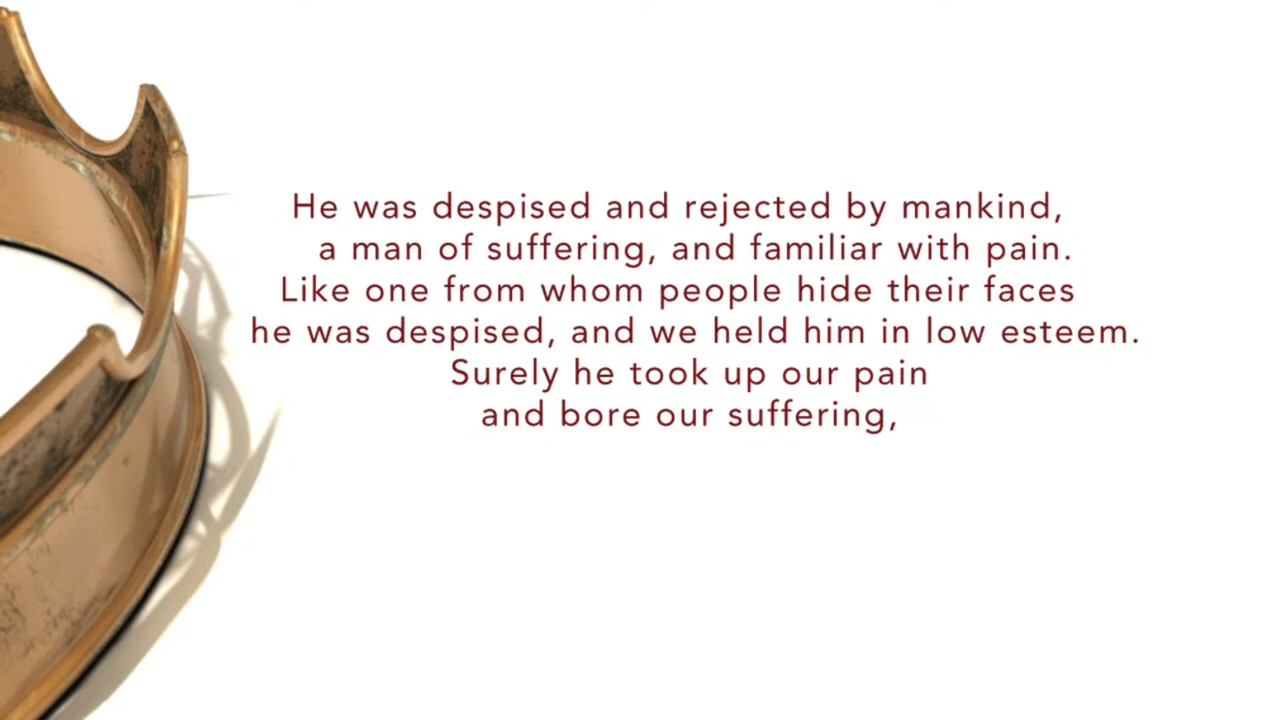 He was despised and rejected by mankind,
a man of suffering, and familiar with pain.
Like one from whom people hide their faces
he was despised, and we held him in low esteem.
Surely he took up our pain
and bore our suffering,